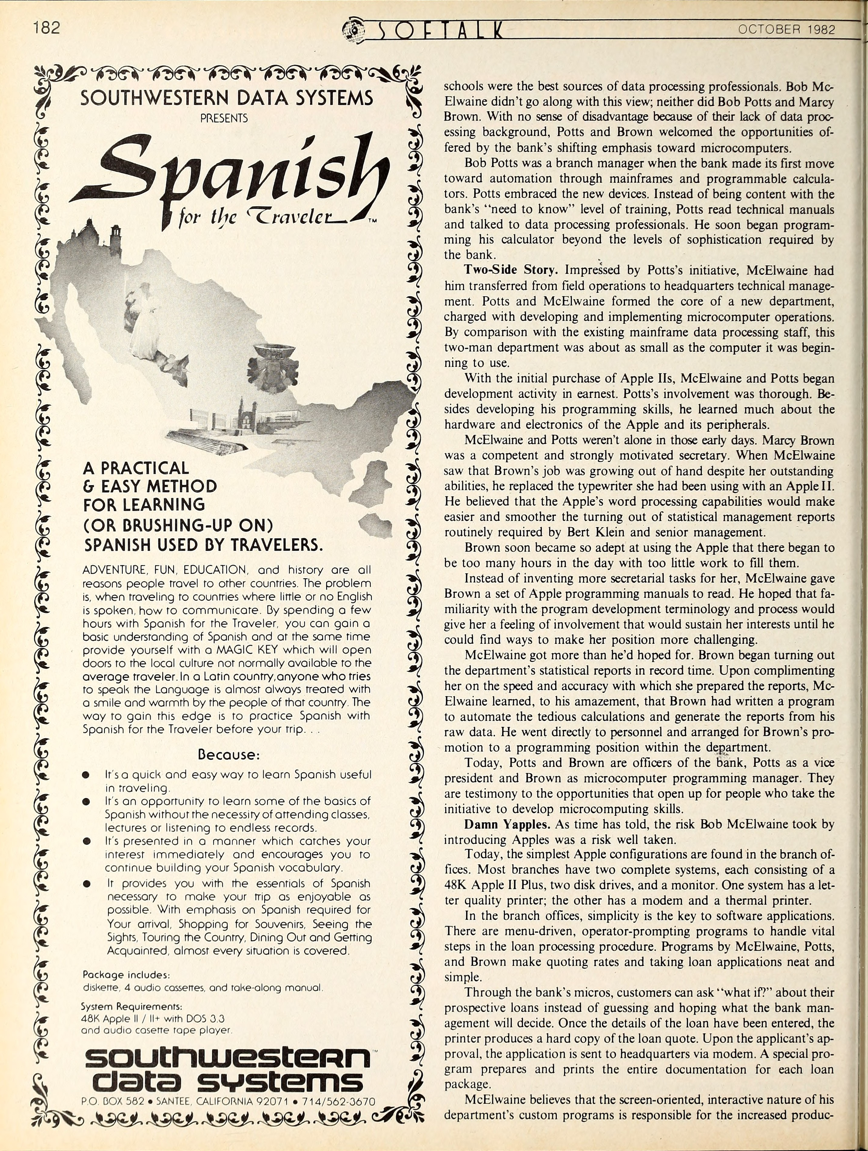 182
SOFTALK
OCTOBER 1982
SOUTHWESTERN DATA SYSTEMS
PRESENTS
Spanish
for the Traveler™
A PRACTICAL
& EASY METHOD
FOR LEARNING
(OR BRUSHING-UP ON)
SPANISH USED BY TRAVELERS.
ADVENTURE, FUN, EDUCATION, and history are all
reasons people travel to other countries. The problem
is, when traveling to countries where little or no English
is spoken, how to communicate. By spending a few
hours with Spanish for the Traveler, you can gain a
basic understanding of Spanish and at the same time
provide yourself with a MAGIC KEY which will open
doors to the local culture not normally available to the
average traveler. In a Latin country, anyone who tries
to speak the Language is almost always treated with
a smile and warmth by the people of that country. The
way to gain this edge is to practice Spanish with
Spanish for the Traveler before your trip. . .
Because:
● It's a quick and easy way to learn Spanish useful
in traveling.
● It's an opportunity to learn some of the basics of
Spanish without the necessity of attending classes,
lectures or listening to endless records.
● It's presented in a manner which catches your
interest immediately and encourages you to
continue building your Spanish vocabulary.
● It provides you with the essentials of Spanish
necessary to make your trip as enjoyable as
possible. With emphasis on Spanish required for
Your arrival, Shopping for Souvenirs, Seeing the
Sights, Touring the Country, Dining Out and Getting
Acquainted, almost every situation is covered.
Package includes:
diskette, 4 audio cassettes, and take-along manual.
System Requirements:
48K Apple II / II+ with DOS 3.3
and audio casette tape player.
southwestern™
data systems
P.O. BOX 582 • SANTEE, CALIFORNIA 92071 • 714/562-3670
schools were the best sources of data processing professionals. Bob Mc-
Elwaine didn't go along with this view; neither did Bob Potts and Marcy
Brown. With no sense of disadvantage because of their lack of data proc-
essing background, Potts and Brown welcomed the opportunities of-
fered by the bank's shifting emphasis toward microcomputers.
Bob Potts was a branch manager when the bank made its first move
toward automation through mainframes and programmable calcula-
tors. Potts embraced the new devices. Instead of being content with the
bank's "need to know" level of training, Potts read technical manuals
and talked to data processing professionals. He soon began program-
ming his calculator beyond the levels of sophistication required by
the bank.
Two-Side Story. Impressed by Potts's initiative, McElwaine had
him transferred from field operations to headquarters technical manage-
ment. Potts and McElwaine formed the core of a new department,
charged with developing and implementing microcomputer operations.
By comparison with the existing mainframe data processing staff, this
two-man department was about as small as the computer it was begin-
ning to use.
With the initial purchase of Apple IIs, McElwaine and Potts began
development activity in earnest. Potts's involvement was thorough. Be-
sides developing his programming skills, he learned much about the
hardware and electronics of the Apple and its peripherals.
McElwaine and Potts weren't alone in those early days. Marcy Brown
was a competent and strongly motivated secretary. When McElwaine
saw that Brown's job was growing out of hand despite her outstanding
abilities, he replaced the typewriter she had been using with an Apple II.
He believed that the Apple's word processing capabilities would make
easier and smoother the turning out of statistical management reports
routinely required by Bert Klein and senior management.
Brown soon became so adept at using the Apple that there began to
be too many hours in the day with too little work to fill them.
Instead of inventing more secretarial tasks for her, McElwaine gave
Brown a set of Apple programming manuals to read. He hoped that fa-
miliarity with the program development terminology and process would
give her a feeling of involvement that would sustain her interests until he
could find ways to make her position more challenging.
McElwaine got more than he'd hoped for. Brown began turning out
the department's statistical reports in record time. Upon complimenting
her on the speed and accuracy with which she prepared the reports, Mc-
Elwaine learned, to his amazement, that Brown had written a program
to automate the tedious calculations and generate the reports from his
raw data. He went directly to personnel and arranged for Brown's pro-
motion to a programming position within the department.
Today, Potts and Brown are officers of the bank, Potts as a vice
president and Brown as microcomputer programming manager. They
are testimony to the opportunities that open up for people who take the
initiative to develop microcomputing skills.
Damn Yapples. As time has told, the risk Bob McElwaine took by
introducing Apples was a risk well taken.
Today, the simplest Apple configurations are found in the branch of-
fices. Most branches have two complete systems, each consisting of a
48K Apple II Plus, two disk drives, and a monitor. One system has a let-
ter quality printer; the other has a modem and a thermal printer.
In the branch offices, simplicity is the key to software applications.
There are menu-driven, operator-prompting programs to handle vital
steps in the loan processing procedure. Programs by McElwaine, Potts,
and Brown make quoting rates and taking loan applications neat and
simple.
Through the bank's micros, customers can ask "what if?" about their
prospective loans instead of guessing and hoping what the bank man-
agement will decide. Once the details of the loan have been entered, the
printer produces a hard copy of the loan quote. Upon the applicant's ap-
proval, the application is sent to headquarters via modem. A special pro-
gram prepares and prints the entire documentation for each loan
package.
McElwaine believes that the screen-oriented, interactive nature of his
department's custom programs is responsible for the increased produc-